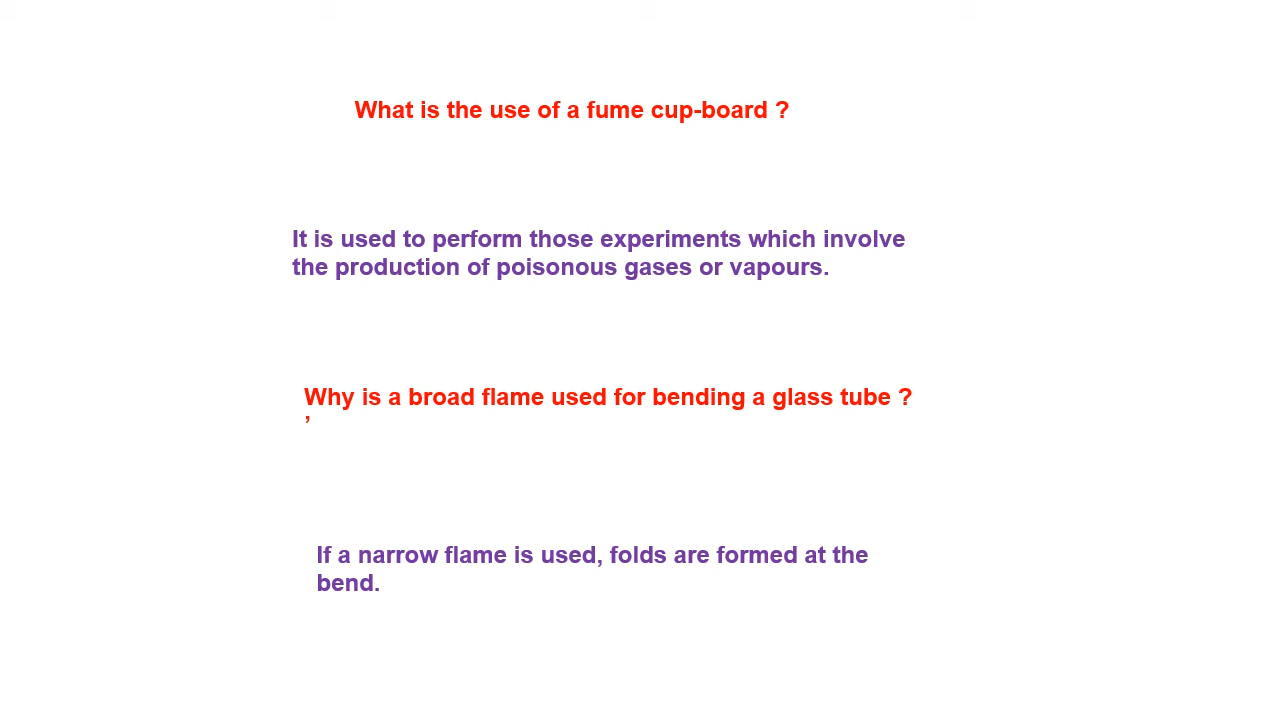 What is the use of a fume cup-board ?
It is used to perform those experiments which involve
the production of poisonous gases or vapours.
Why is a broad flame used for bending a glass tube ?
’
If a narrow flame is used, folds are formed at the
bend.